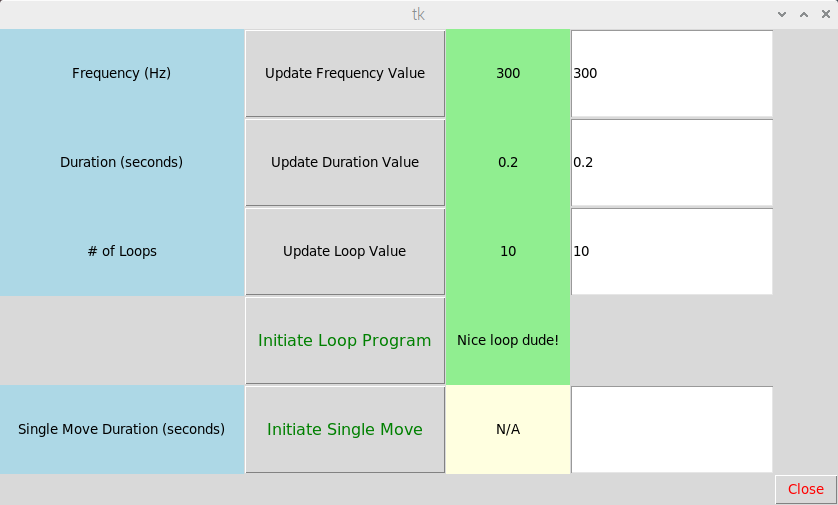 tk
Frequency (Hz)
Update Frequency Value
300
300
Duration (seconds)
Update Duration Value
0.2
0.2
# of Loops
Update Loop Value
10
10
Initiate Loop Program
Nice loop dude!
Single Move Duration (seconds)
Initiate Single Move
N/A
Close